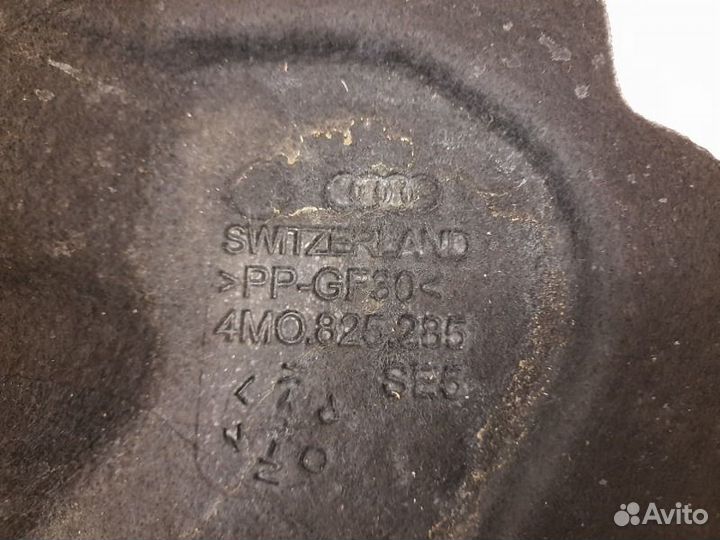 SWITZERLAND
>PP-GF30<
4M0.825.285
SE5
Avito